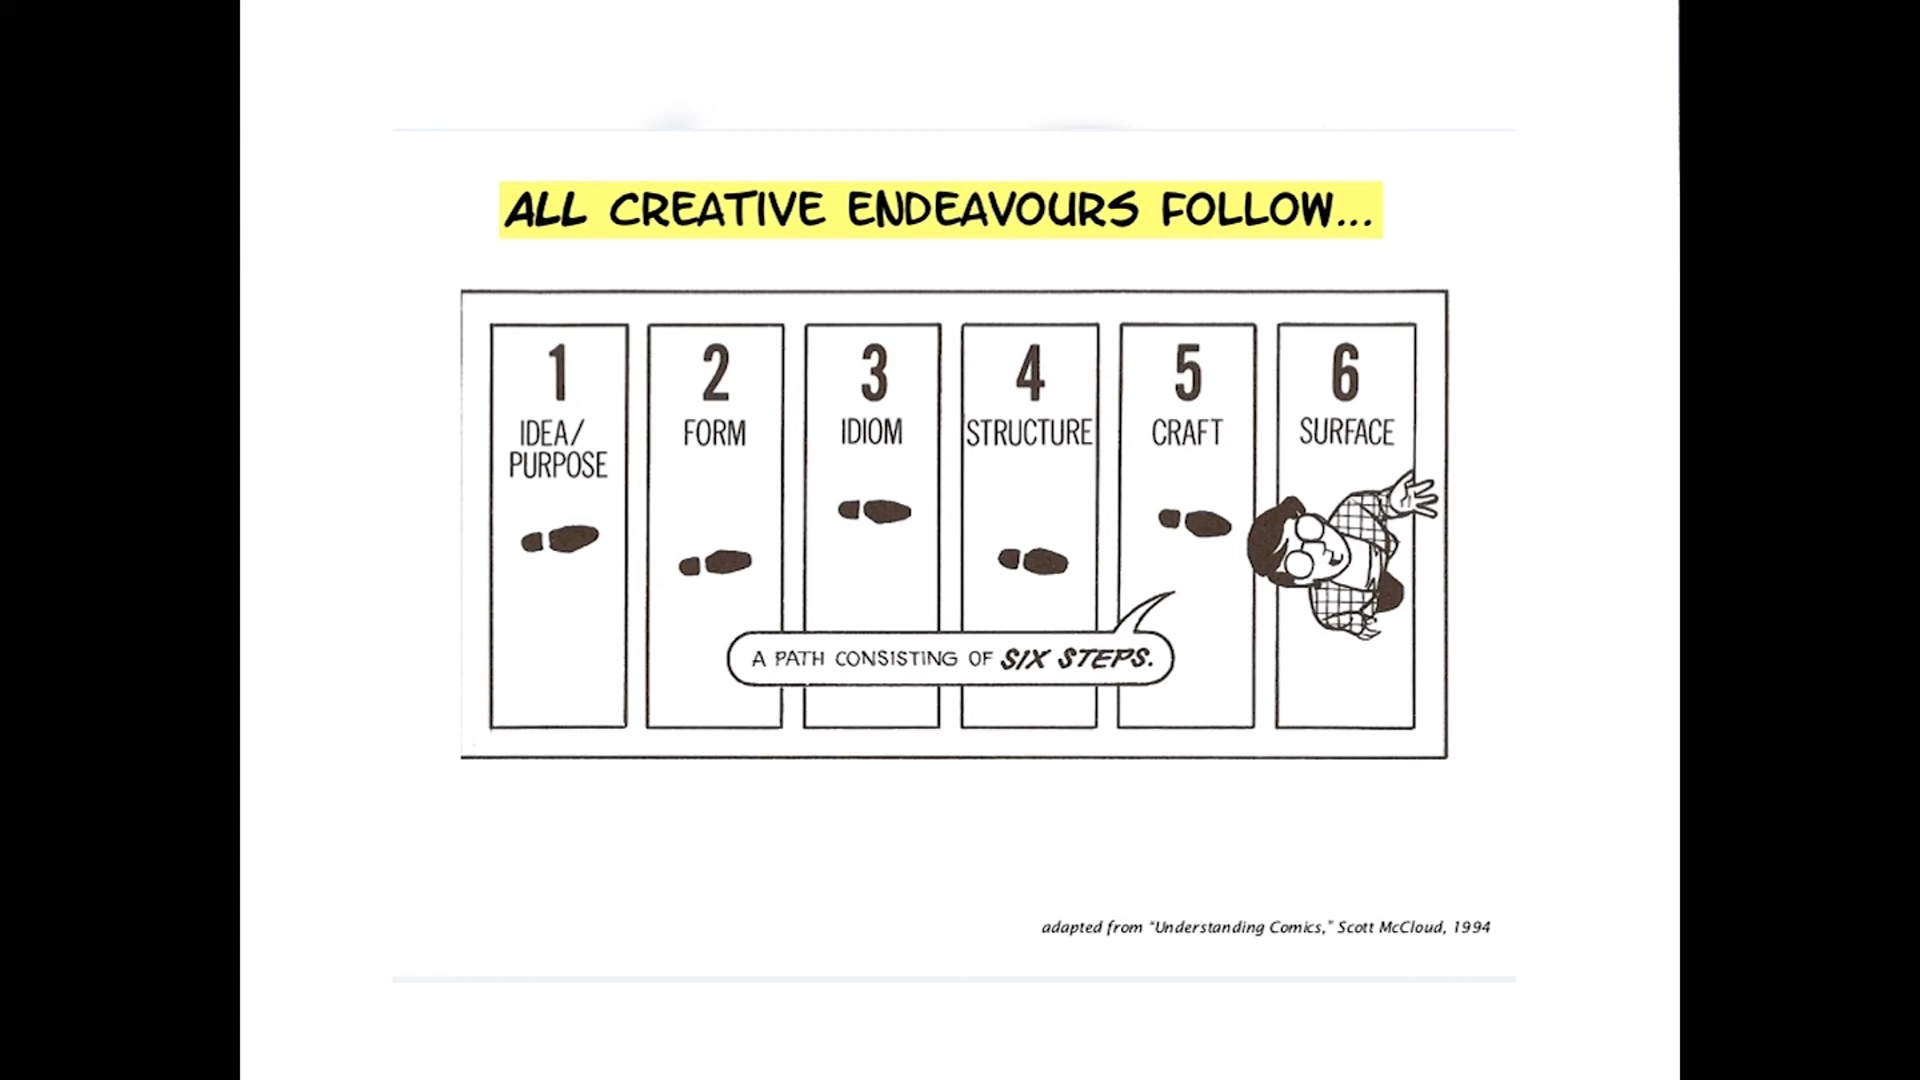 ALL CREATIVE ENDEAVOURS FOLLOW...
1
IDEA/
PURPOSE
2
FORM
3
IDIOM
4
STRUCTURE
5
CRAFT
6
SURFACE
A PATH CONSISTING OF SIX STEPS.
adapted from “Understanding Comics,” Scott McCloud, 1994